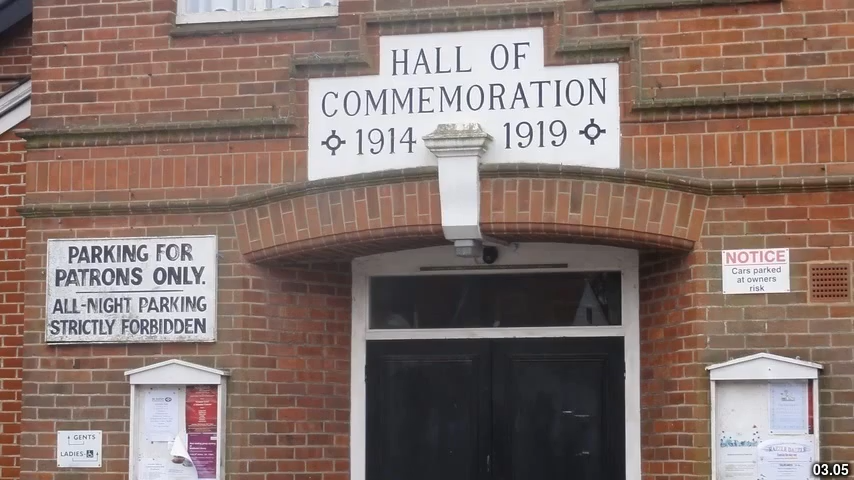 HALL OF
COMMEMORATION
1914 1919
PARKING FOR
PATRONS ONLY.
ALL-NIGHT PARKING
STRICTLY FORBIDDEN
NOTICE
Cars parked
at owners
risk
GENTS
LADIES
03.05